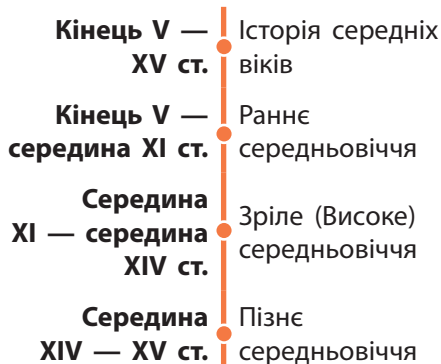 Кінець V —
XV ст.
Історія середніх
віків
Кінець V —
середина XI ст.
Раннє
середньовіччя
Середина
XI — середина
XIV ст.
Зріле (Високе)
середньовіччя
Середина
XIV — XV ст.
Пізнє
середньовіччя